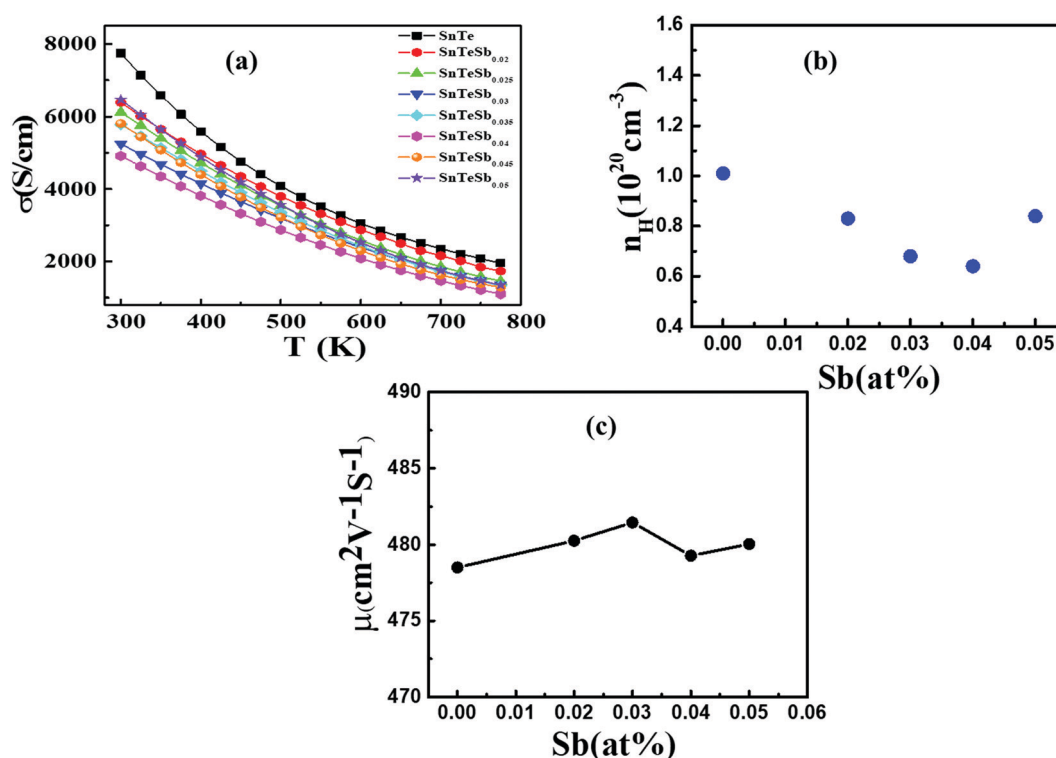 (a)
8000
6000
4000
2000
σ(S/cm)
300 400 500 600 700 800
T (K)
SnTe
SnTeSb0.02
SnTeSb0.025
SnTeSb0.03
SnTeSb0.035
SnTeSb0.04
SnTeSb0.045
SnTeSb0.05
(b)
1.6
1.4
1.2
1.0
0.8
0.6
0.4
nH(10²⁰cm⁻³)
0.00 0.01 0.02 0.03 0.04 0.05
Sb(at%)
(c)
490
485
480
475
470
μ(cm2V-1S-1)
0.00 0.01 0.02 0.03 0.04 0.05 0.06
Sb(at%)